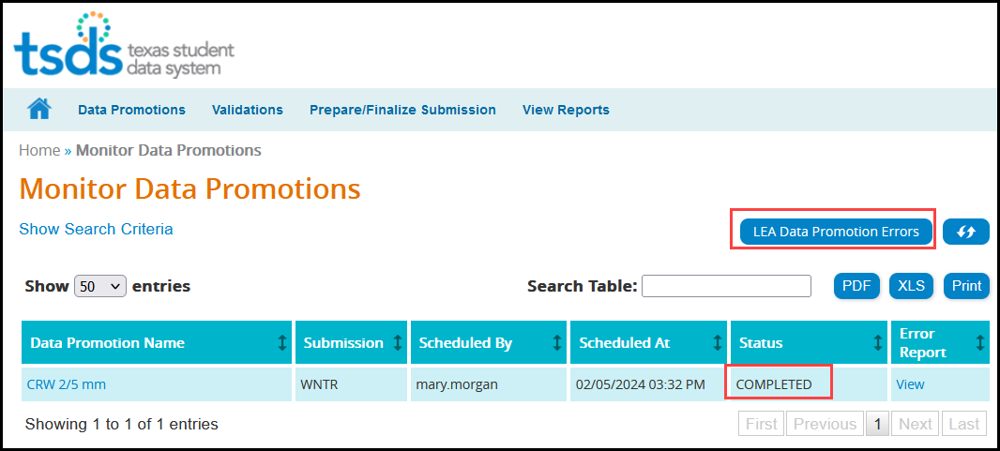 tsds texas student
data system
Data Promotions Validations Prepare/Finalize Submission View Reports
Home » Monitor Data Promotions
Monitor Data Promotions
Show Search Criteria LEA Data Promotion Errors
Show 50 entries Search Table: PDF XLS Print
Data Promotion Name Submission Scheduled By Scheduled At Status Error Report
CRW 2/5 mm WNTR mary.morgan 02/05/2024 03:32 PM COMPLETED View
Showing 1 to 1 of 1 entries First Previous 1 Next Last